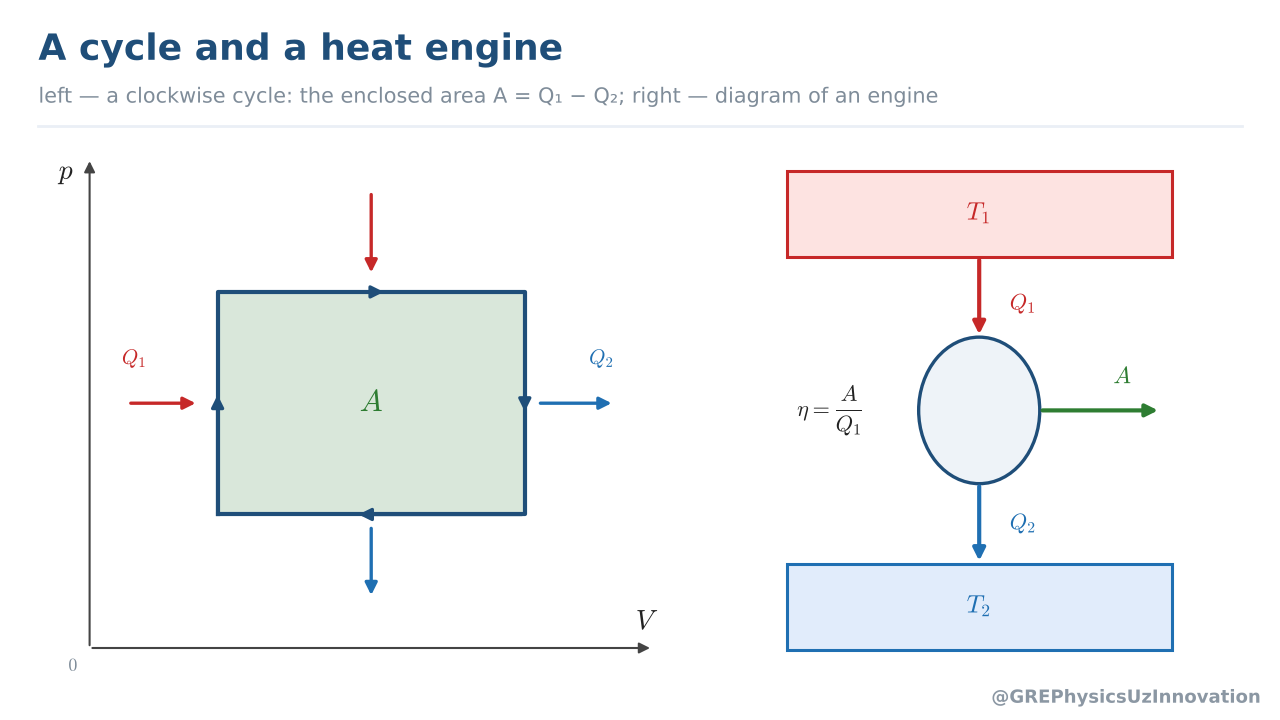 A cycle and a heat engine
left — a clockwise cycle: the enclosed area A = Q₁ − Q₂; right — diagram of an engine
p
T₁
Q₁
Q₁
Q₂
A
A
η = A/Q₁
Q₂
T₂
V
0
@GREPhysicsUzInnovation